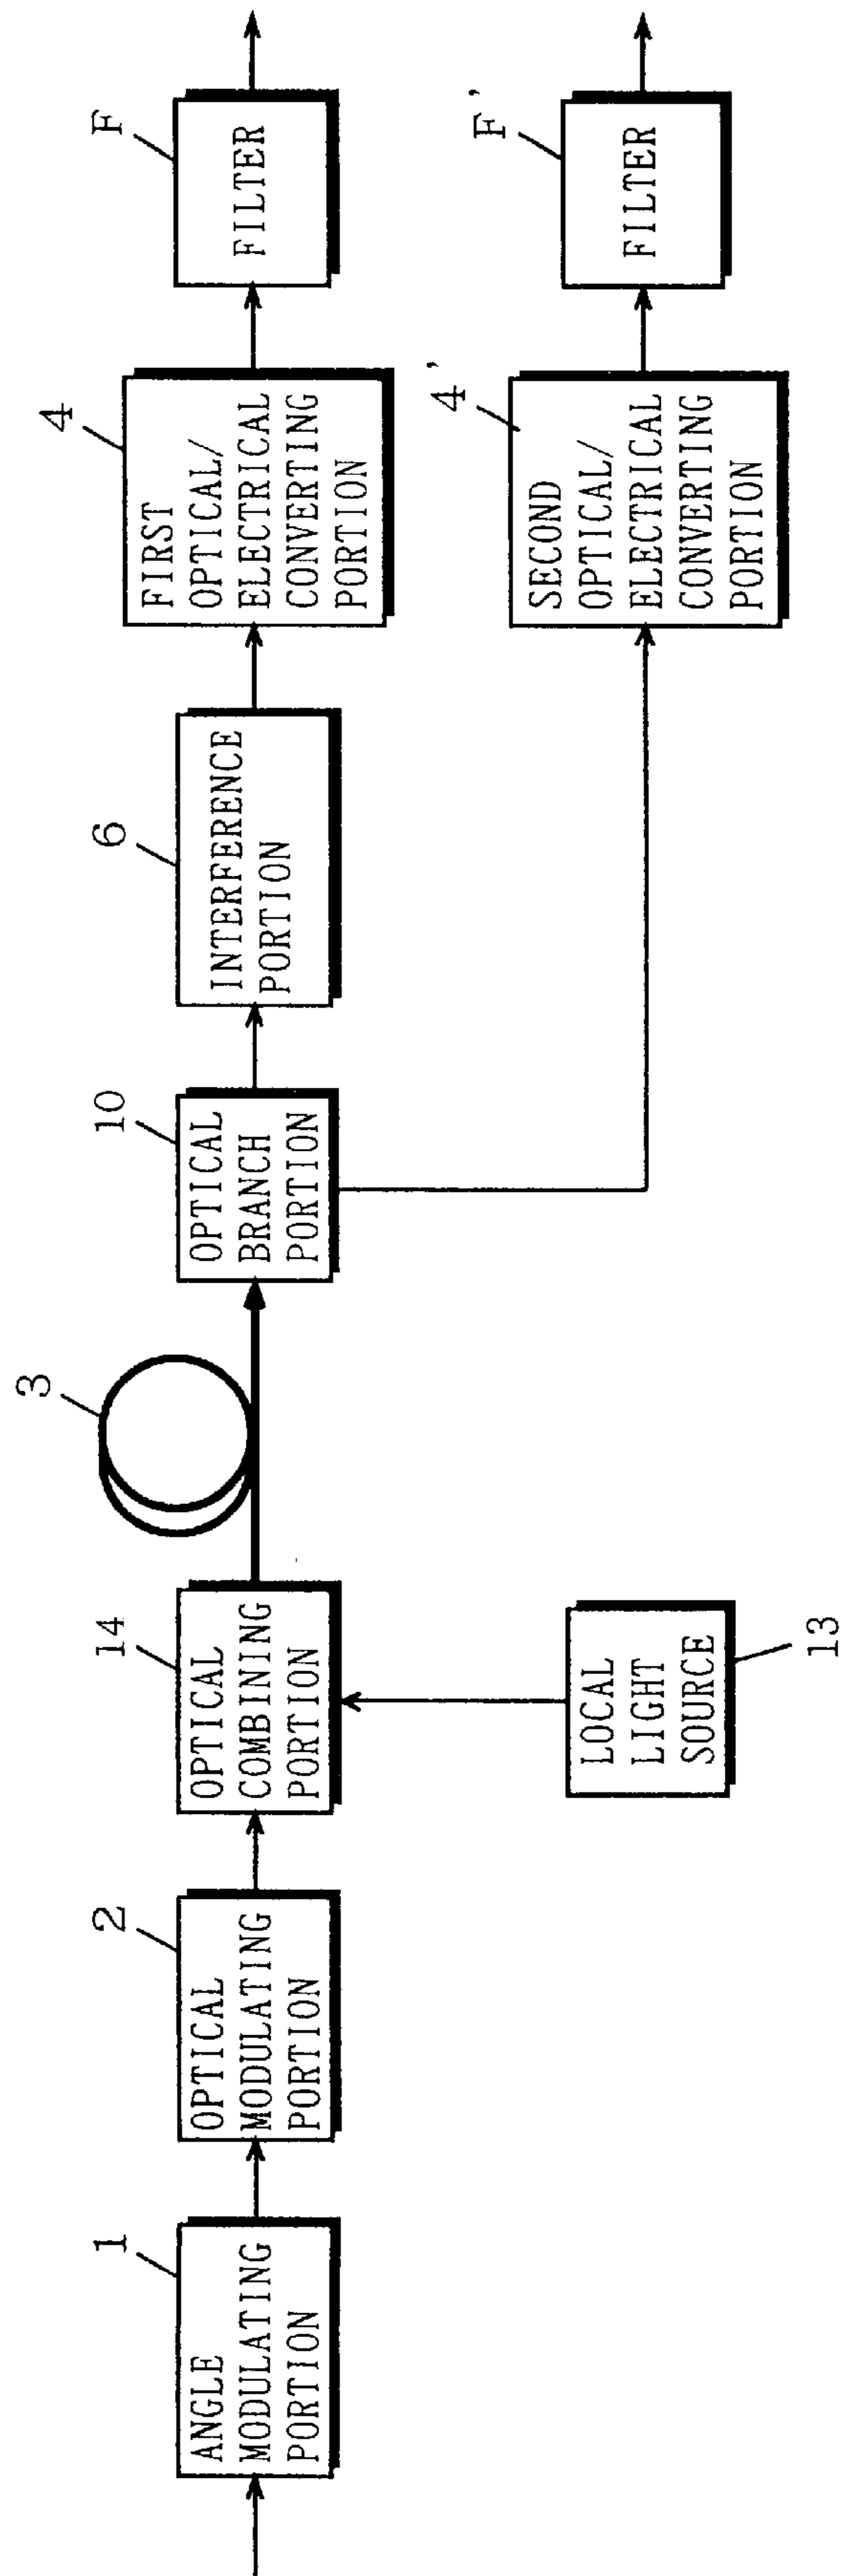 1
ANGLE
MODULATING
PORTION
2
OPTICAL
MODULATING
PORTION
14
OPTICAL
COMBINING
PORTION
LOCAL
LIGHT
SOURCE
13
3
10
OPTICAL
BRANCH
PORTION
6
INTERFERENCE
PORTION
4
FIRST
OPTICAL/
ELECTRICAL
CONVERTING
PORTION
F
FILTER
4'
SECOND
OPTICAL/
ELECTRICAL
CONVERTING
PORTION
F'
FILTER